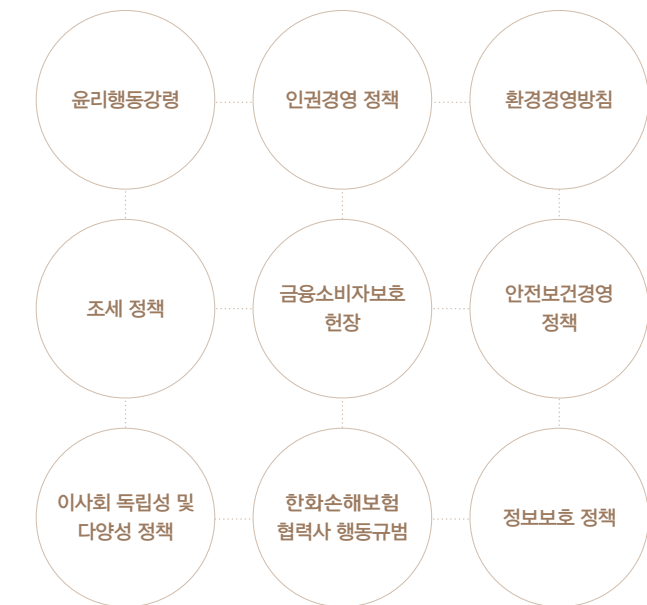 윤리행동강령
인권경영 정책
환경경영방침
조세 정책
금융소비자보호
헌장
안전보건경영
정책
이사회 독립성 및
다양성 정책
한화손해보험
협력사 행동규범
정보보호 정책